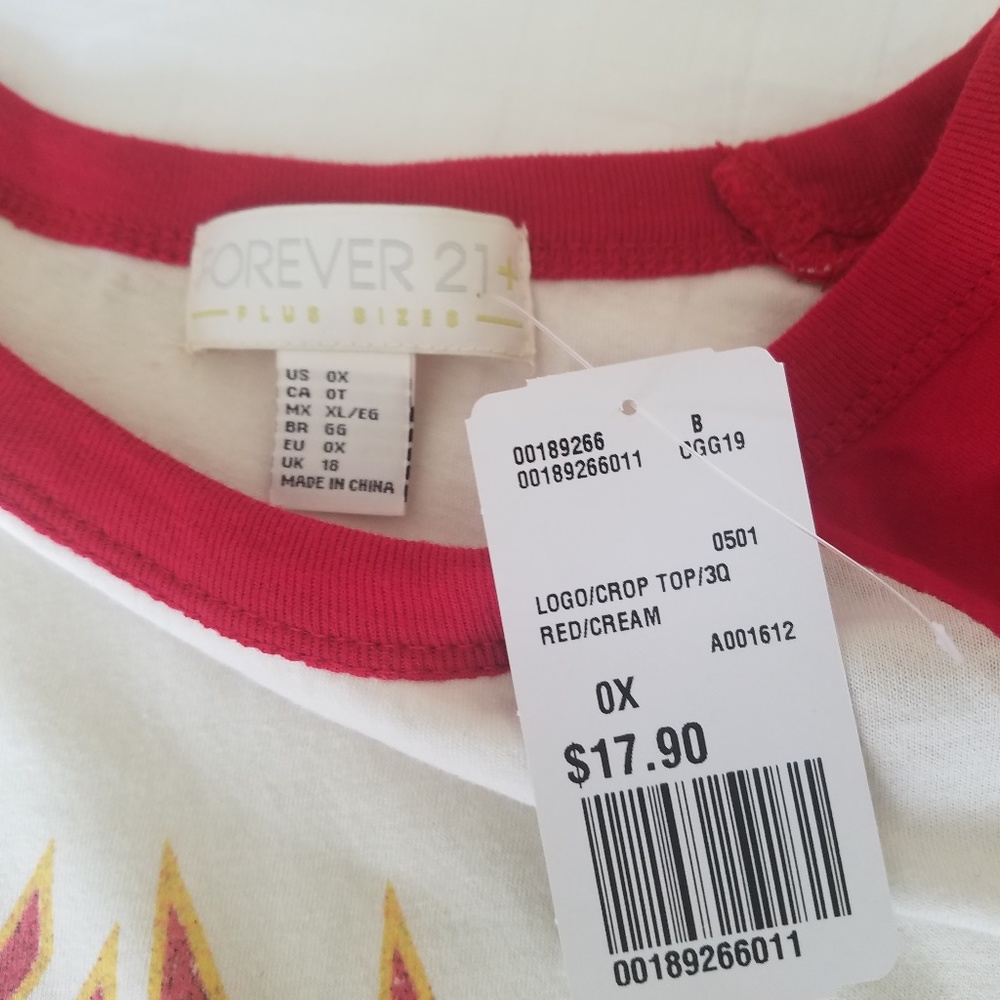 FOREVER 21+
PLUS SIZES
US 0X
CA 0T
MX XL/EG
BR GG
EU 0X
UK 18
MADE IN CHINA
B
00189266
00189266011 CGG19
0501
LOGO/CROP TOP/3Q
RED/CREAM
A001612
0X
$17.90
00189266011